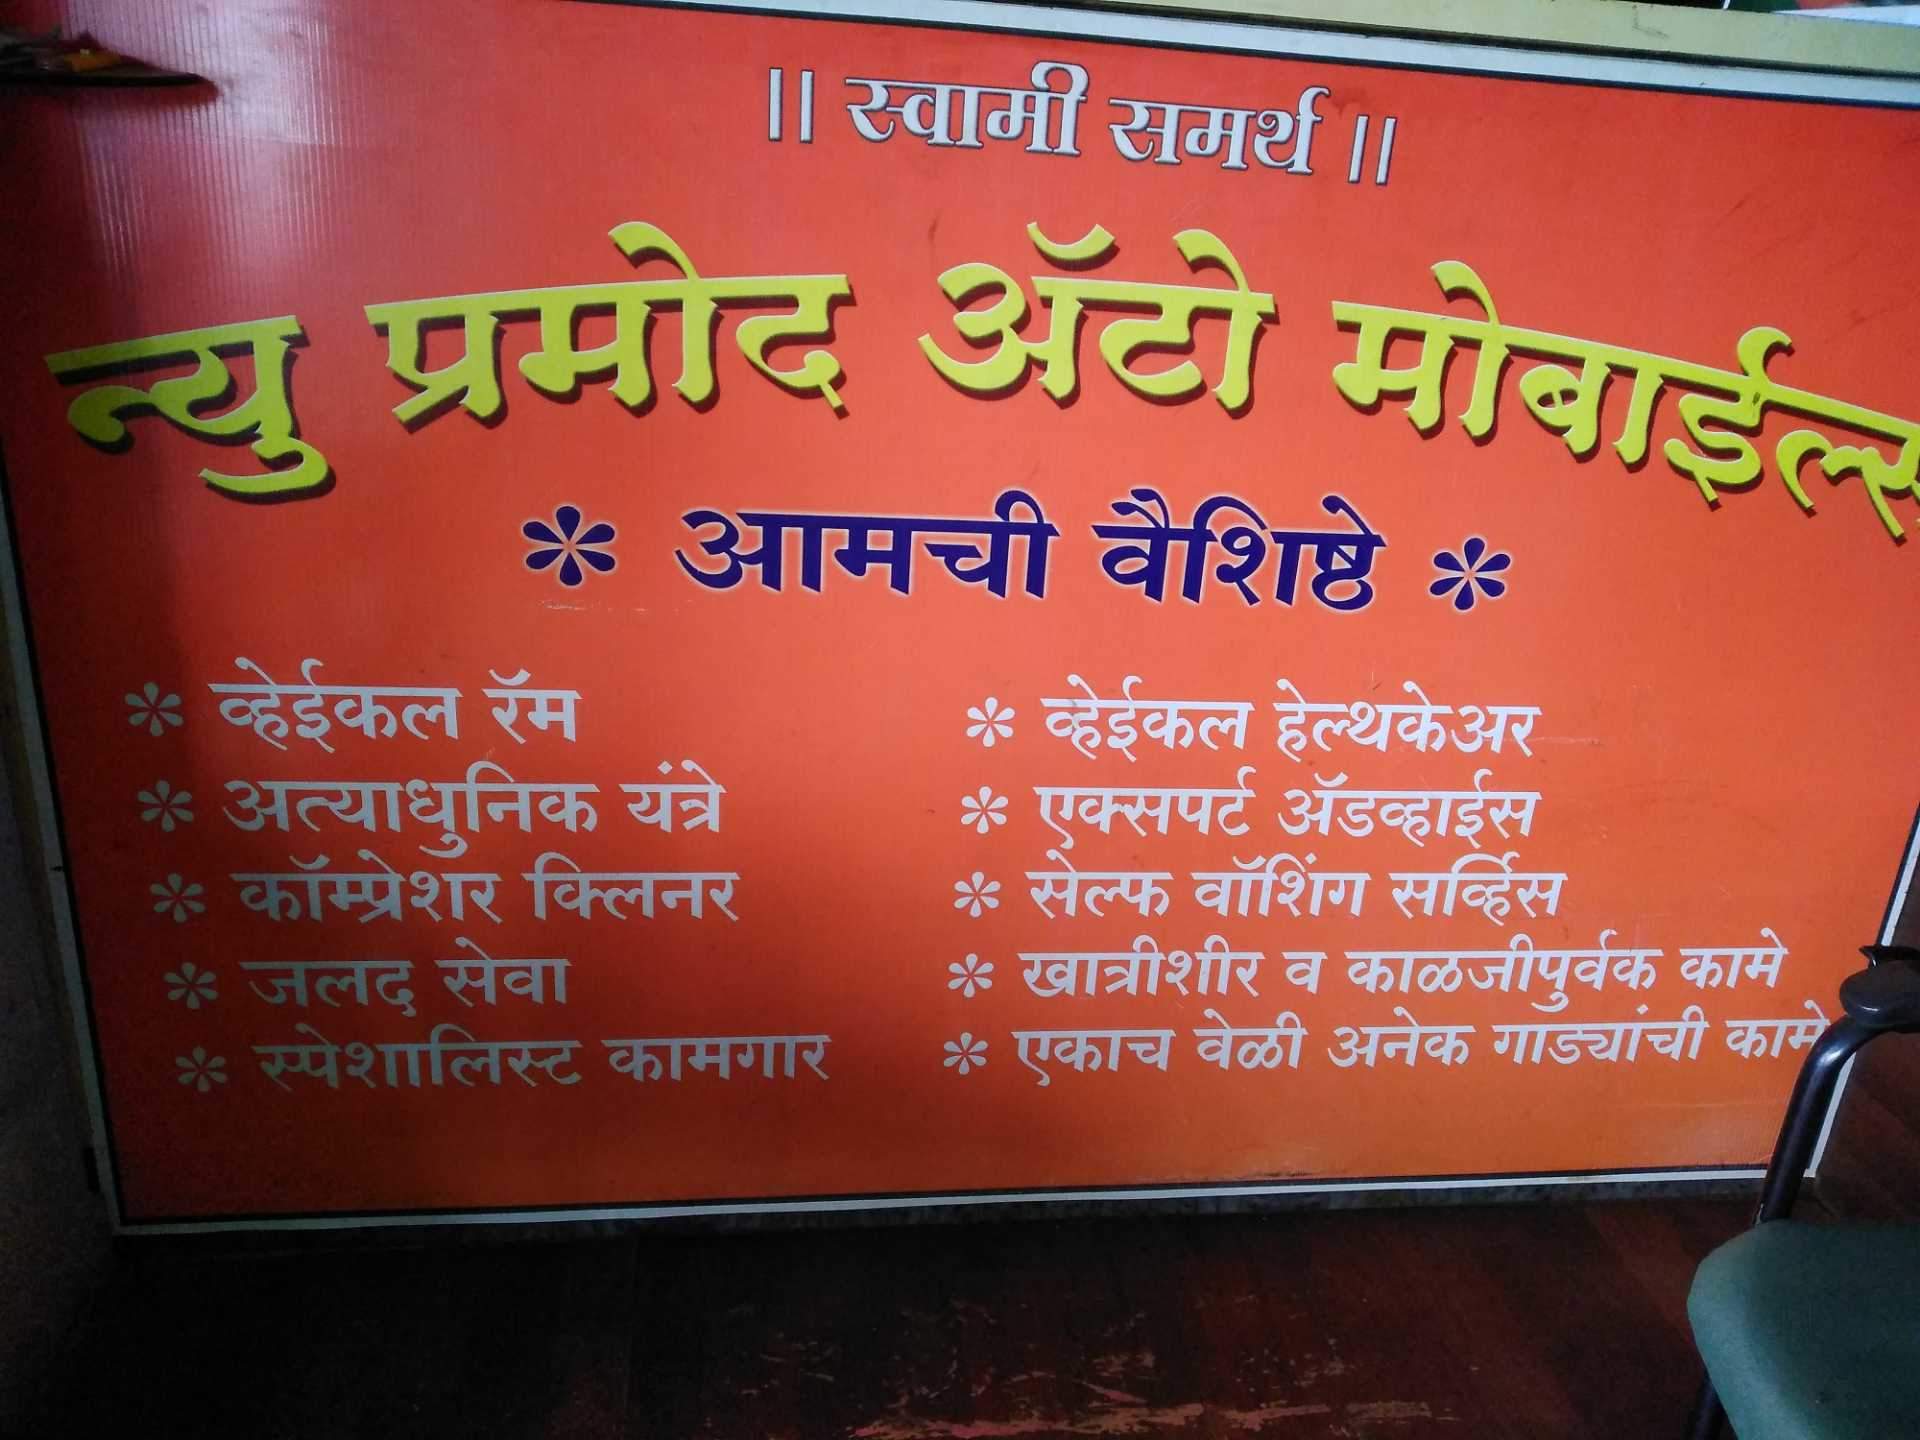 || स्वामी समर्थ ||
न्यु प्रमोद ॲटो मोबाईल्स
* आमची वैशिष्ठे *
* व्हेईकल रॅम
* अत्याधुनिक यंत्रे
* कॉम्प्रेशर क्लिनर
* जलद सेवा
* स्पेशालिस्ट कामगार
* व्हेईकल हेल्थकेअर
* एक्सपर्ट ॲडव्हाईस
* सेल्फ वॉशिंग सर्व्हिस
* खात्रीशीर व काळजीपुर्वक कामे
* एकाच वेळी अनेक गाड्यांची कामे